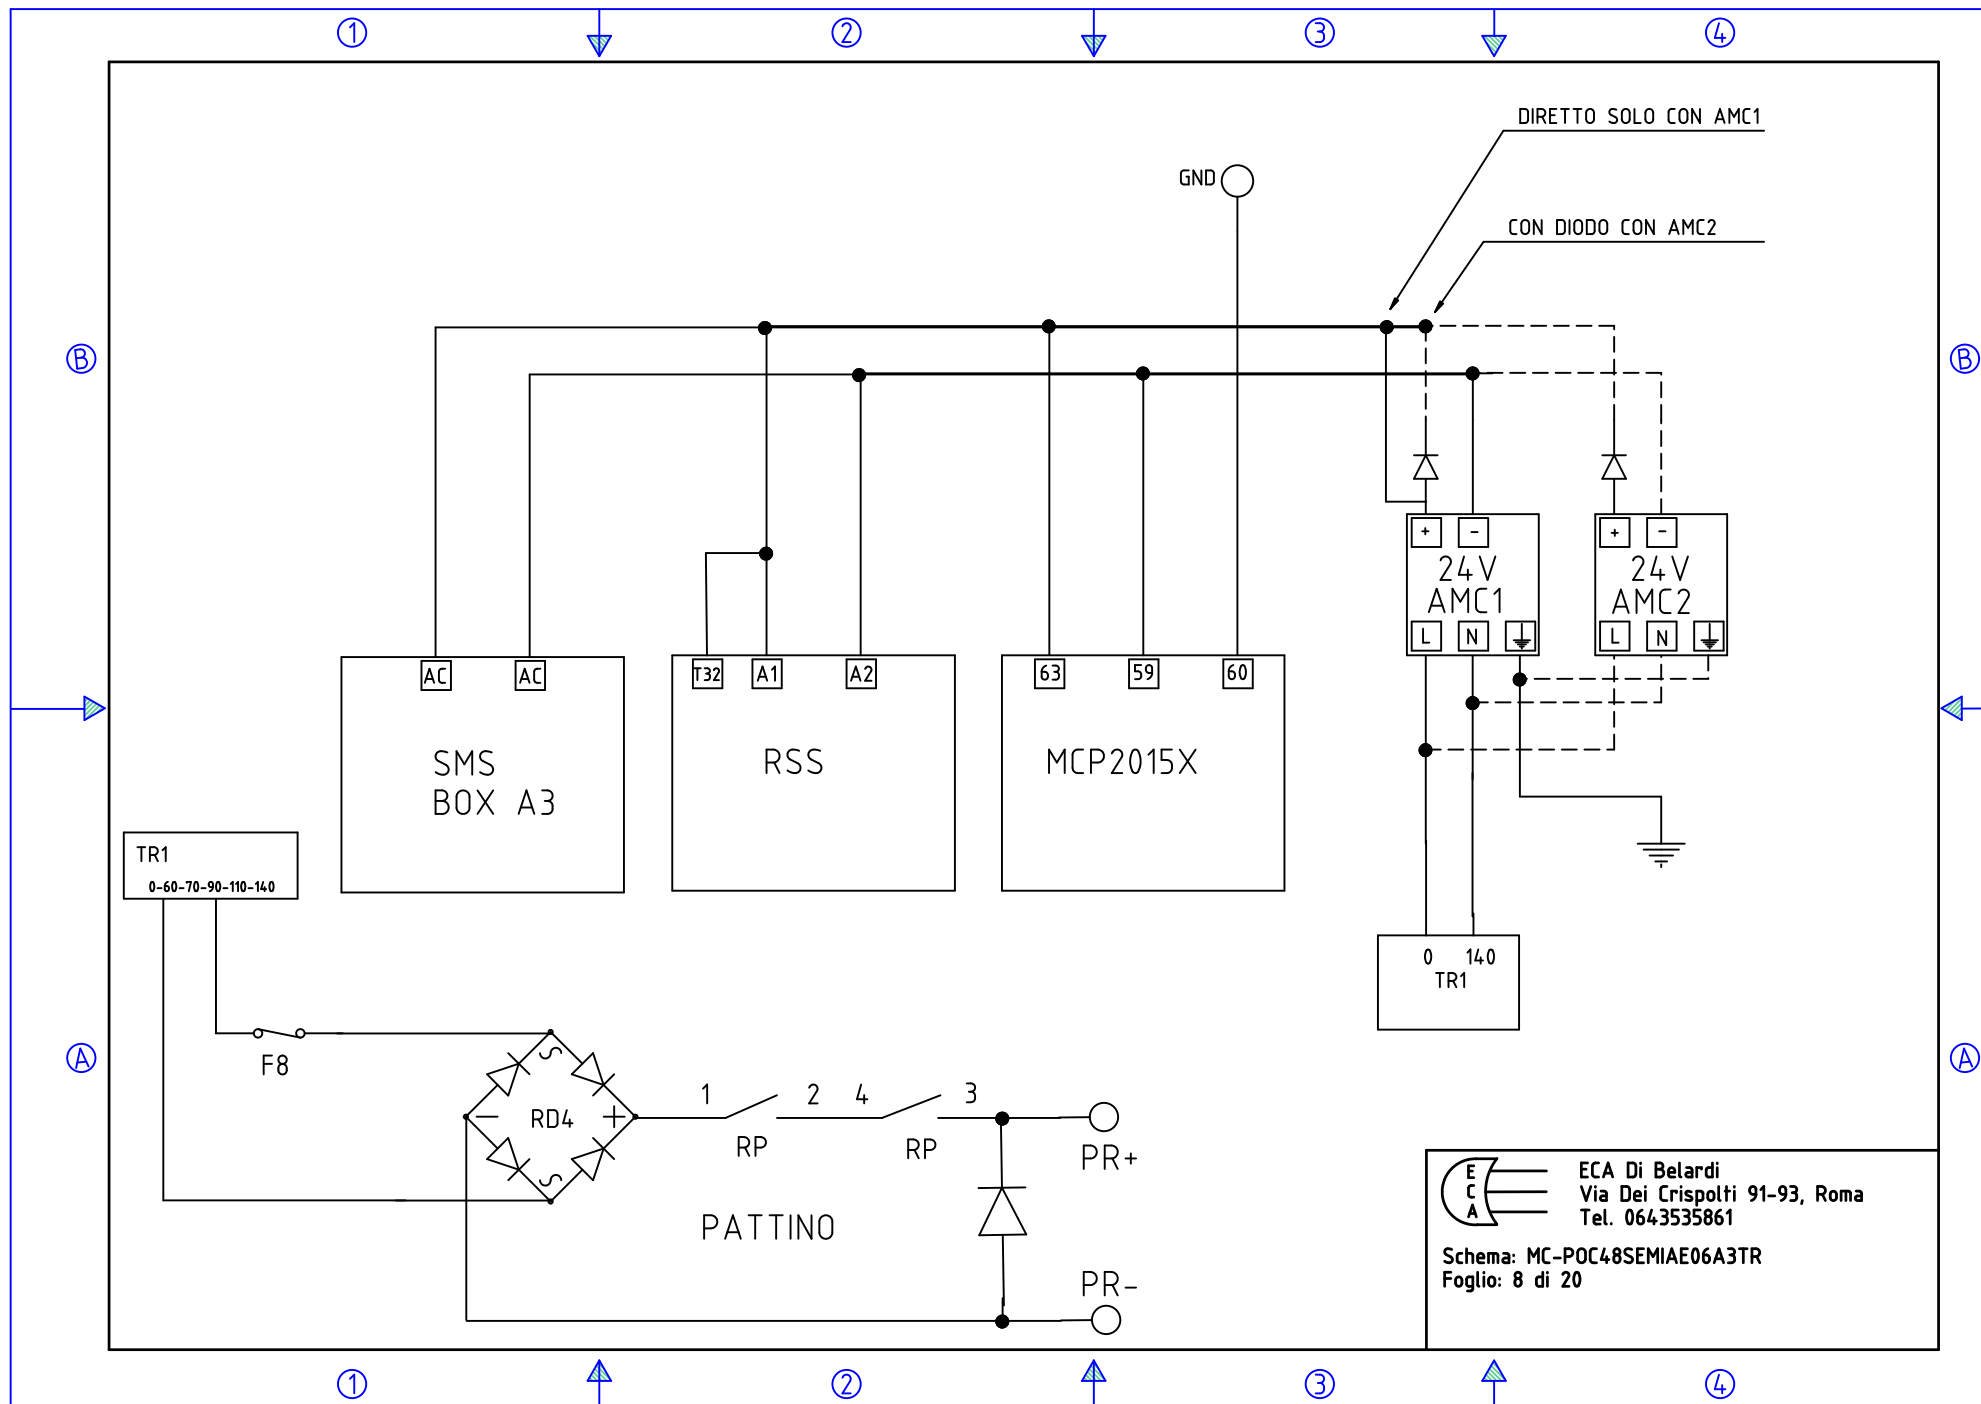 1 2 3 4
DIRETTO SOLO CON AMC1
GND
CON DIODO CON AMC2
B B
+ - + -
24V 24V
AMC1 AMC2
L N L N
AC AC T32 A1 A2 63 59 60
SMS
BOX A3
RSS
MCP2015X
TR1
0-60-70-90-110-140
0 140
TR1
F8
A A
S
1 2 4 3
- RD4 +
RP RP
PR+
S
PATTINO
PR-
E
C
A
ECA Di Belardi
Via Dei Crispolti 91-93, Roma
Tel. 0643535861
Schema: MC-POC48SEMIAE06A3TR
Foglio: 8 di 20
1 2 3 4